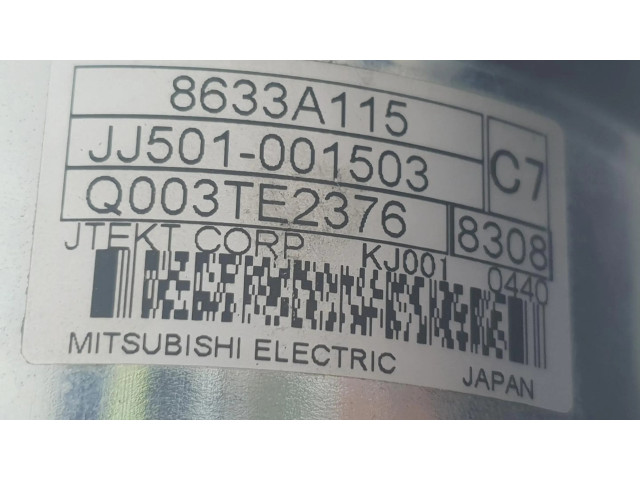 8633A115
JJ501-001503
C7
Q003TE2376
8308
JTEKT CORP KJ001 0440
MITSUBISHI ELECTRIC JAPAN